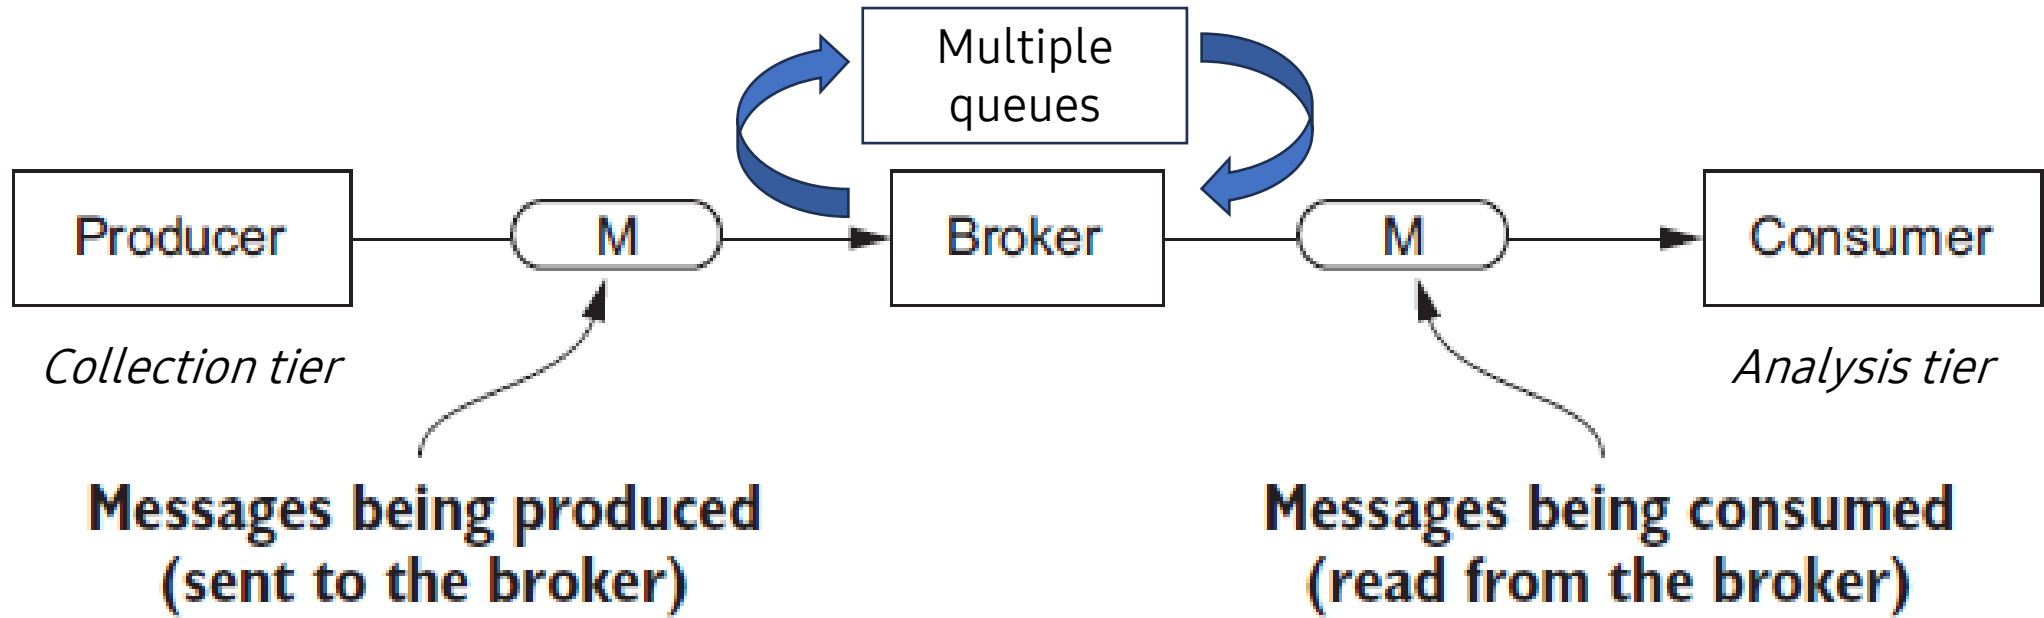 Multiple
queues
Producer
M
Broker
M
Consumer
Collection tier
Analysis tier
Messages being produced
(sent to the broker)
Messages being consumed
(read from the broker)